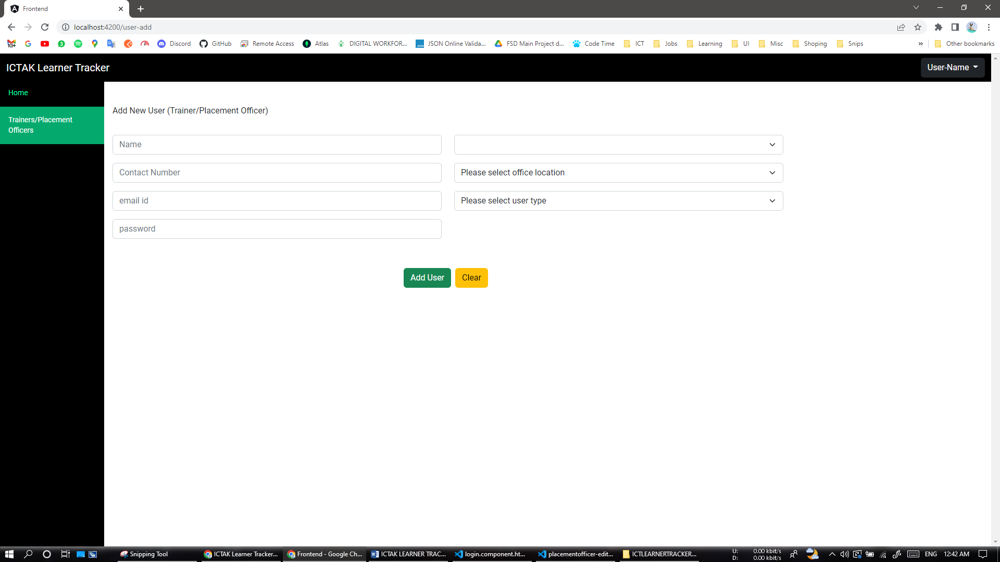 Frontend
localhost:4200/user-add
100+
3
Discord
GitHub
Remote Access
Atlas
DIGITAL WORKFOR...
JSON Online Valida...
FSD Main Project d...
Code Time
ICT
Jobs
Learning
UI
Misc
Shoping
Snips
»
Other bookmarks
ICTAK Learner Tracker
User-Name
Home
Trainers/Placement
Officers
Add New User (Trainer/Placement Officer)
Name
Contact Number
Please select office location
email id
Please select user type
password
Add User
Clear
Snipping Tool
ICTAK Learner Tracker...
Frontend - Google Ch...
ICTAK LEARNER TRAC...
login.component.ht...
placementofficer-edit...
ICTLEARNERTRACKER...
U: 0.00 kbit/s
D: 0.00 kbit/s
ENG
12:42 AM